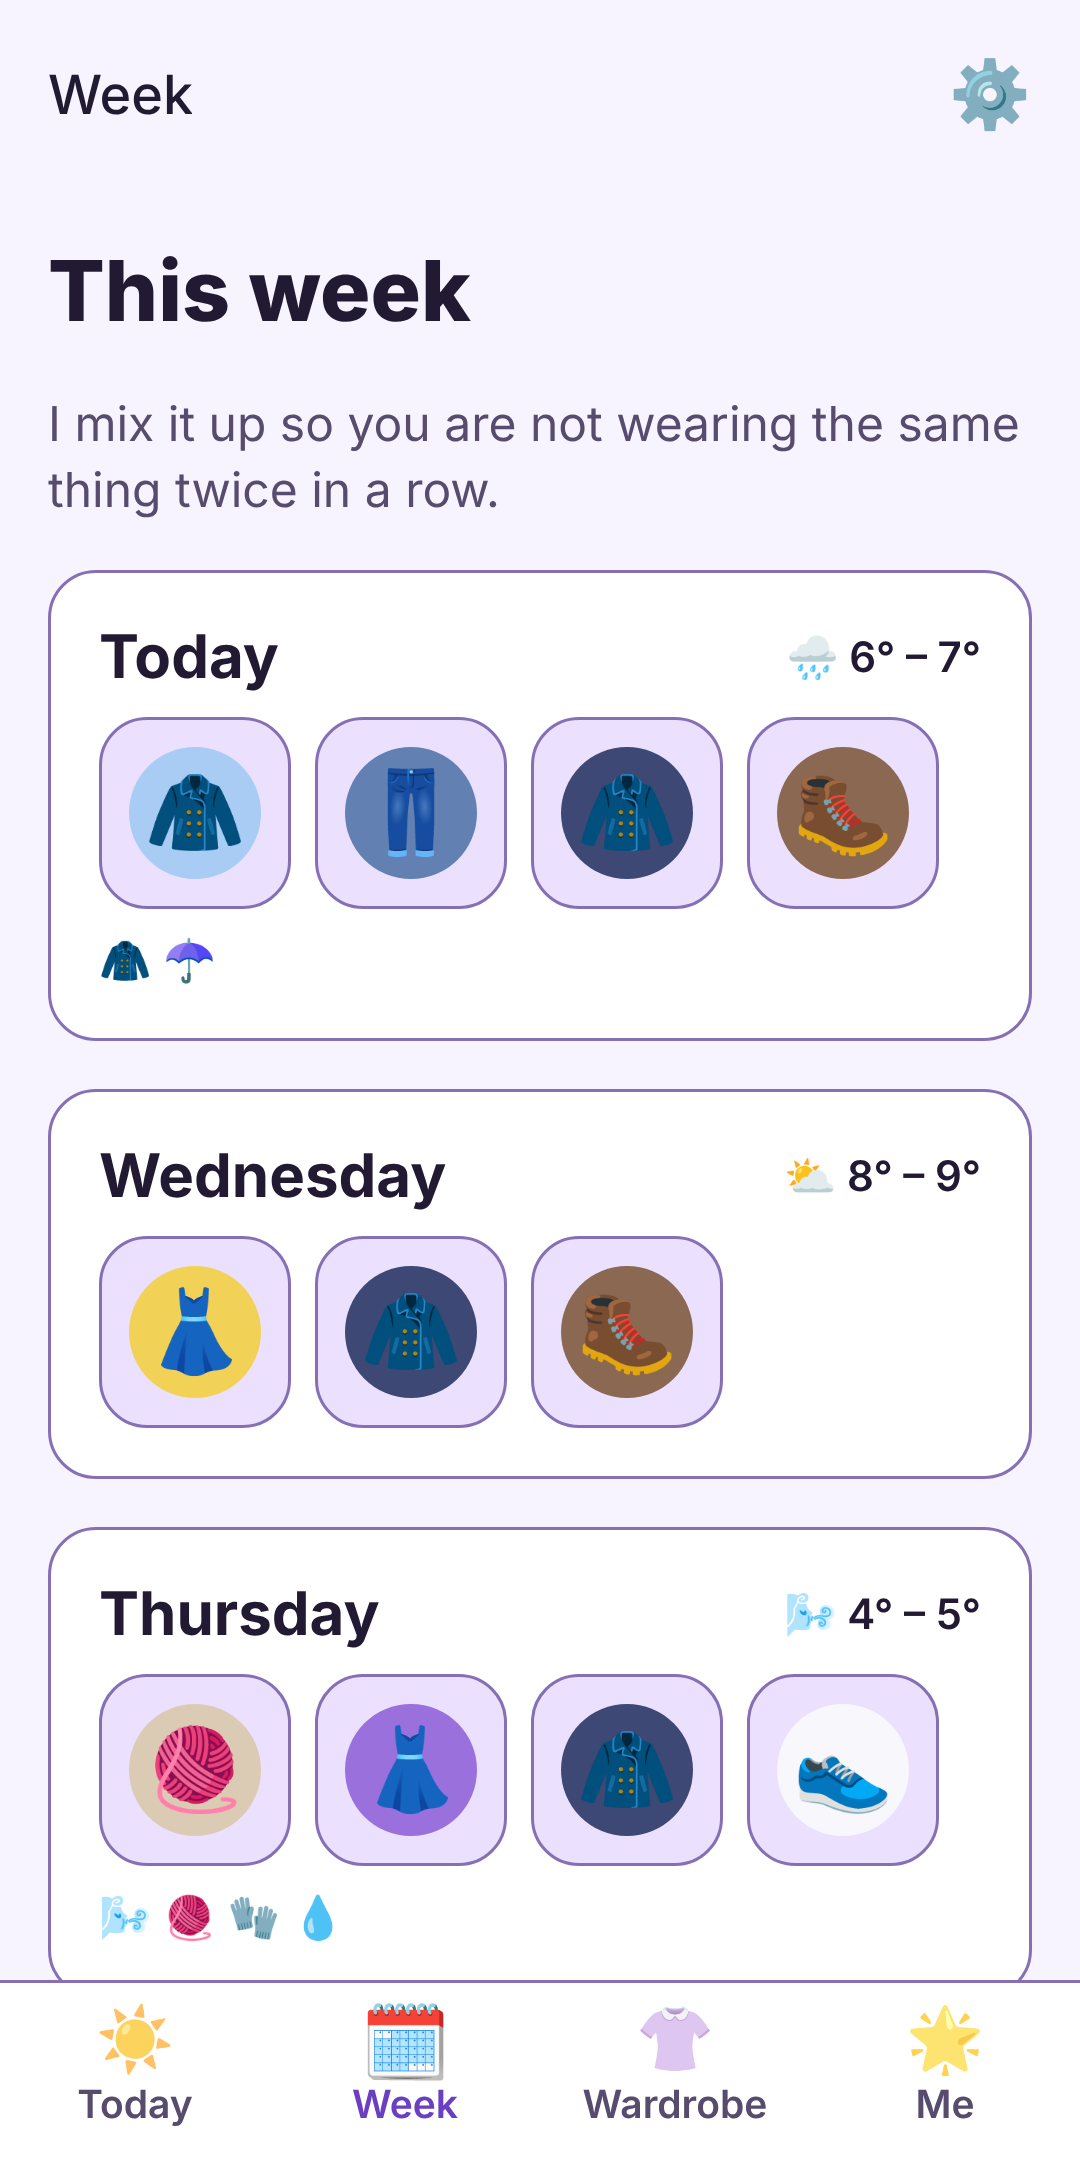 Week
This week
I mix it up so you are not wearing the same
thing twice in a row.
Today
6° – 7°
Wednesday
8° – 9°
Thursday
4° – 5°
Today
Week
Wardrobe
Me